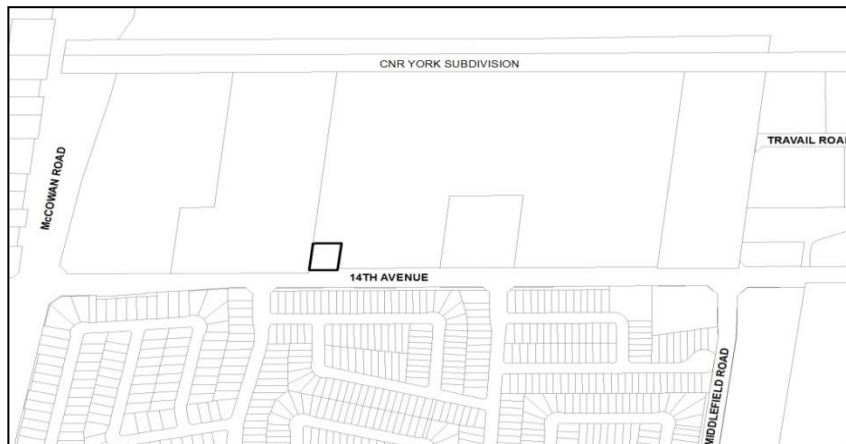 CNR YORK SUBDIVISION
TRAVAIL ROAD
McCOWAN ROAD
14TH AVENUE
MIDDLEFIELD ROAD